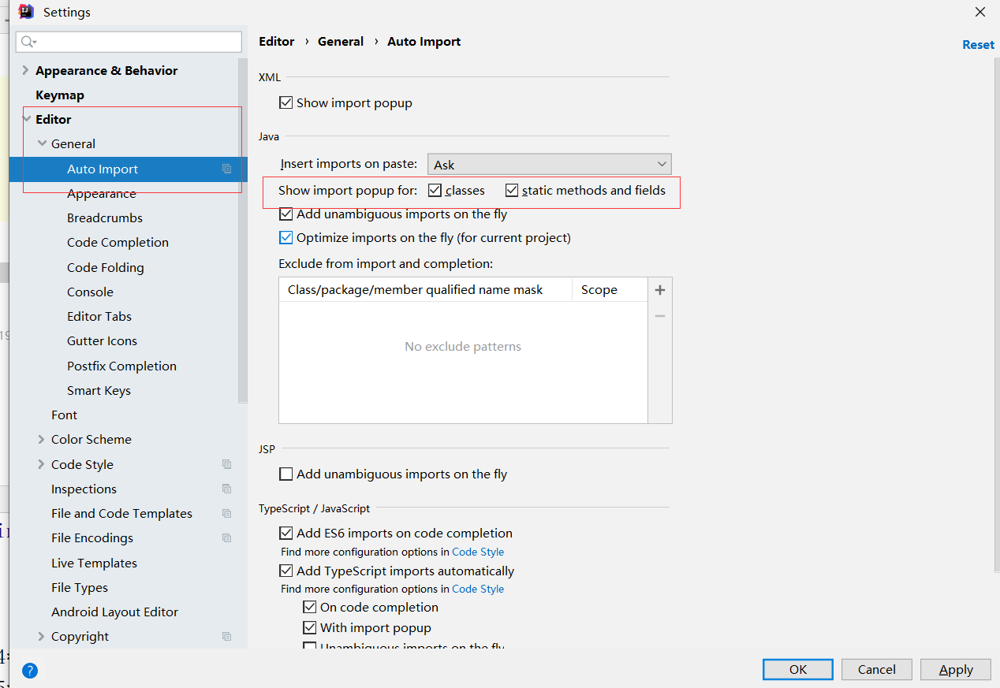 Settings
Editor › General › Auto Import
Reset
Appearance & Behavior
Keymap
Editor
General
Auto Import
Appearance
Breadcrumbs
Code Completion
Code Folding
Console
Editor Tabs
Gutter Icons
Postfix Completion
Smart Keys
Font
Color Scheme
Code Style
Inspections
File and Code Templates
File Encodings
Live Templates
File Types
Android Layout Editor
Copyright
XML
Show import popup
Java
Insert imports on paste: Ask
Show import popup for: classes static methods and fields
Add unambiguous imports on the fly
Optimize imports on the fly (for current project)
Exclude from import and completion:
Class/package/member qualified name mask Scope
No exclude patterns
JSP
Add unambiguous imports on the fly
TypeScript / JavaScript
Add ES6 imports on code completion
Find more configuration options in Code Style
Add TypeScript imports automatically
Find more configuration options in Code Style
On code completion
With import popup
Unambiguous imports on the fly
? OK Cancel Apply